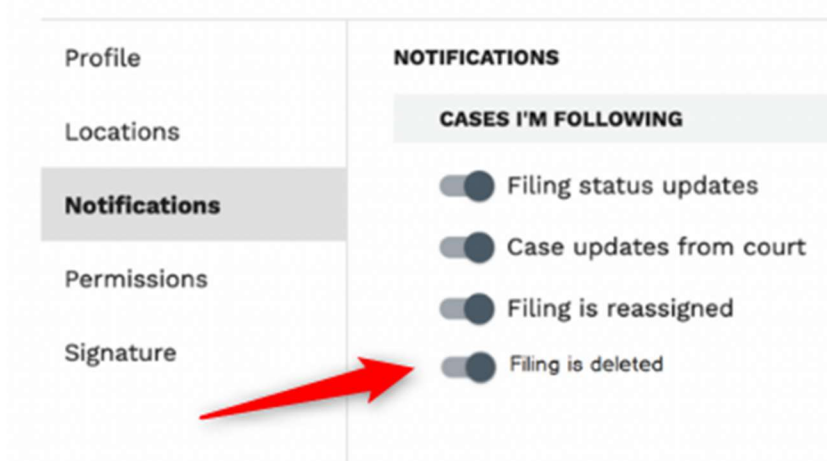 Profile
Locations
Notifications
Permissions
Signature
NOTIFICATIONS
CASES I'M FOLLOWING
Filing status updates
Case updates from court
Filing is reassigned
Filing is deleted